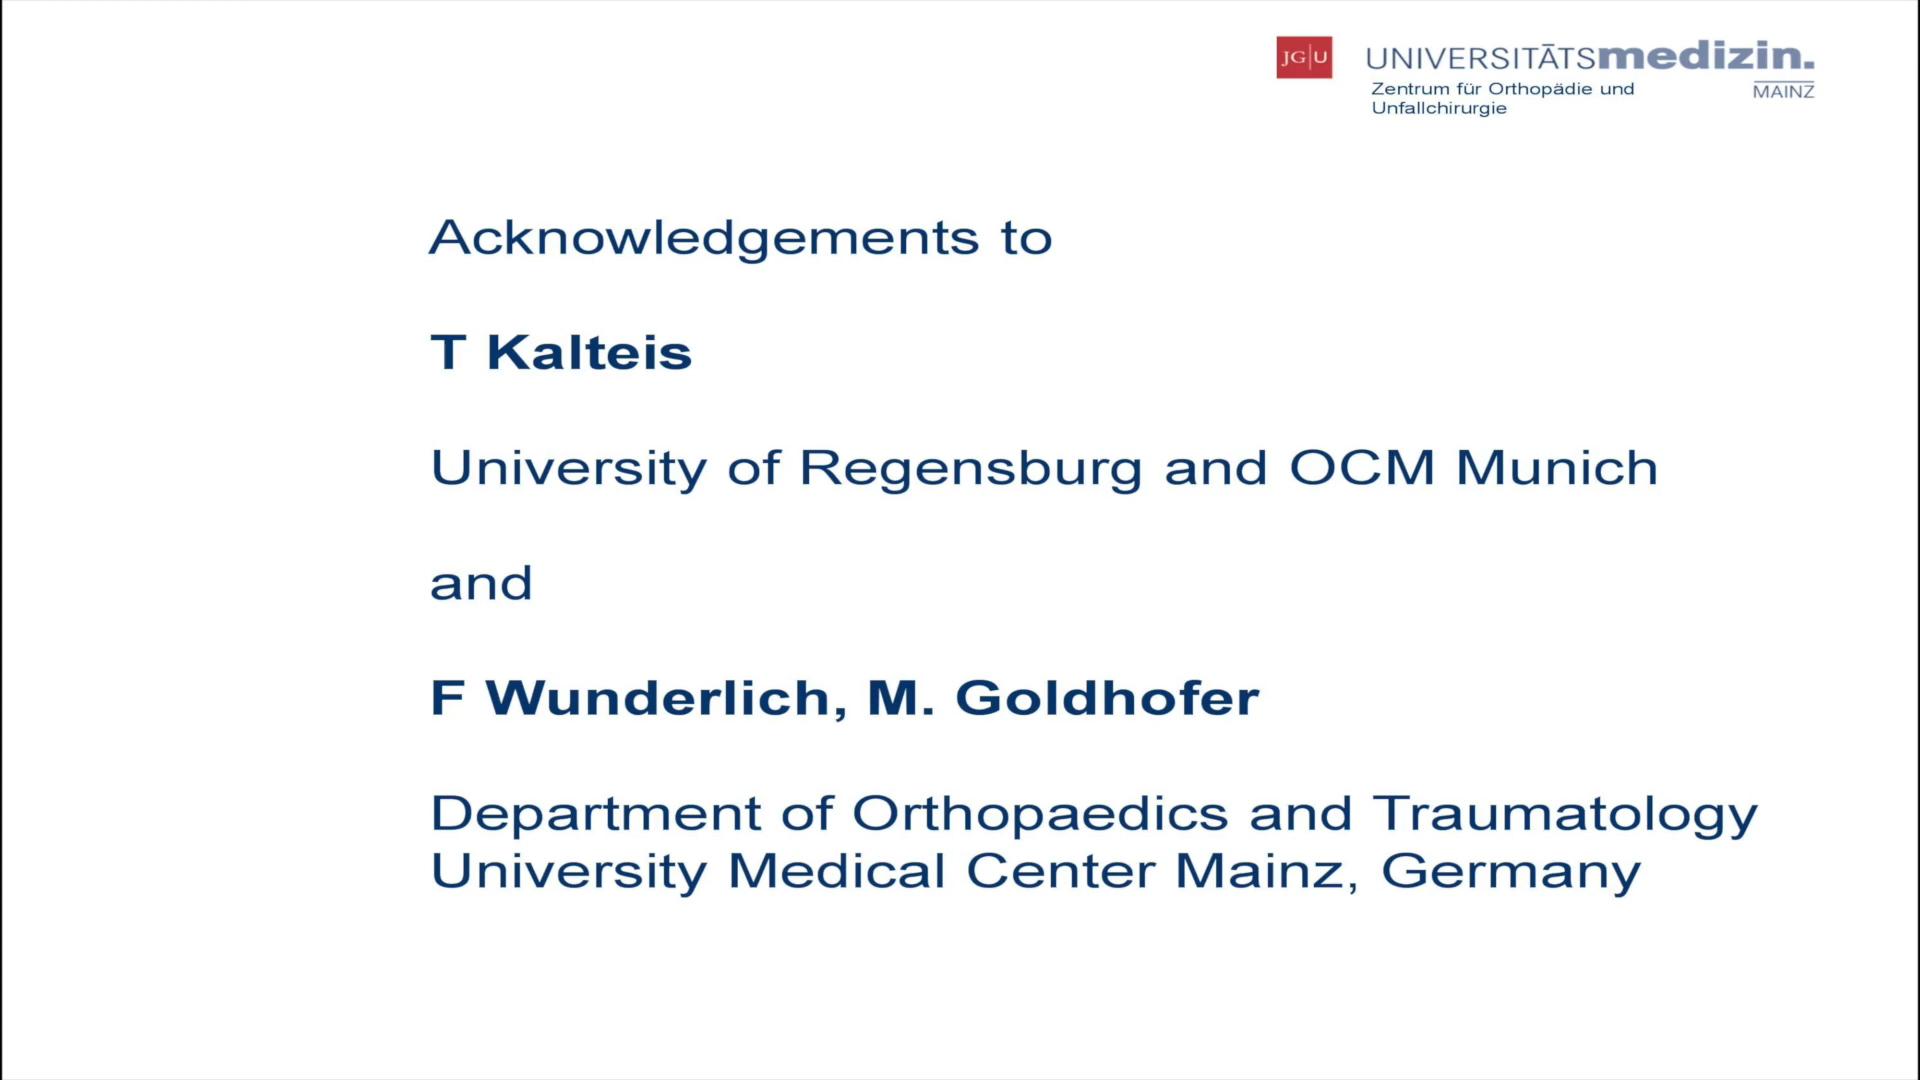 JG|U
UNIVERSITĀTSmedizin.
MAINZ
Zentrum für Orthopädie und
Unfallchirurgie
Acknowledgements to
T Kalteis
University of Regensburg and OCM Munich
and
F Wunderlich, M. Goldhofer
Department of Orthopaedics and Traumatology
University Medical Center Mainz, Germany